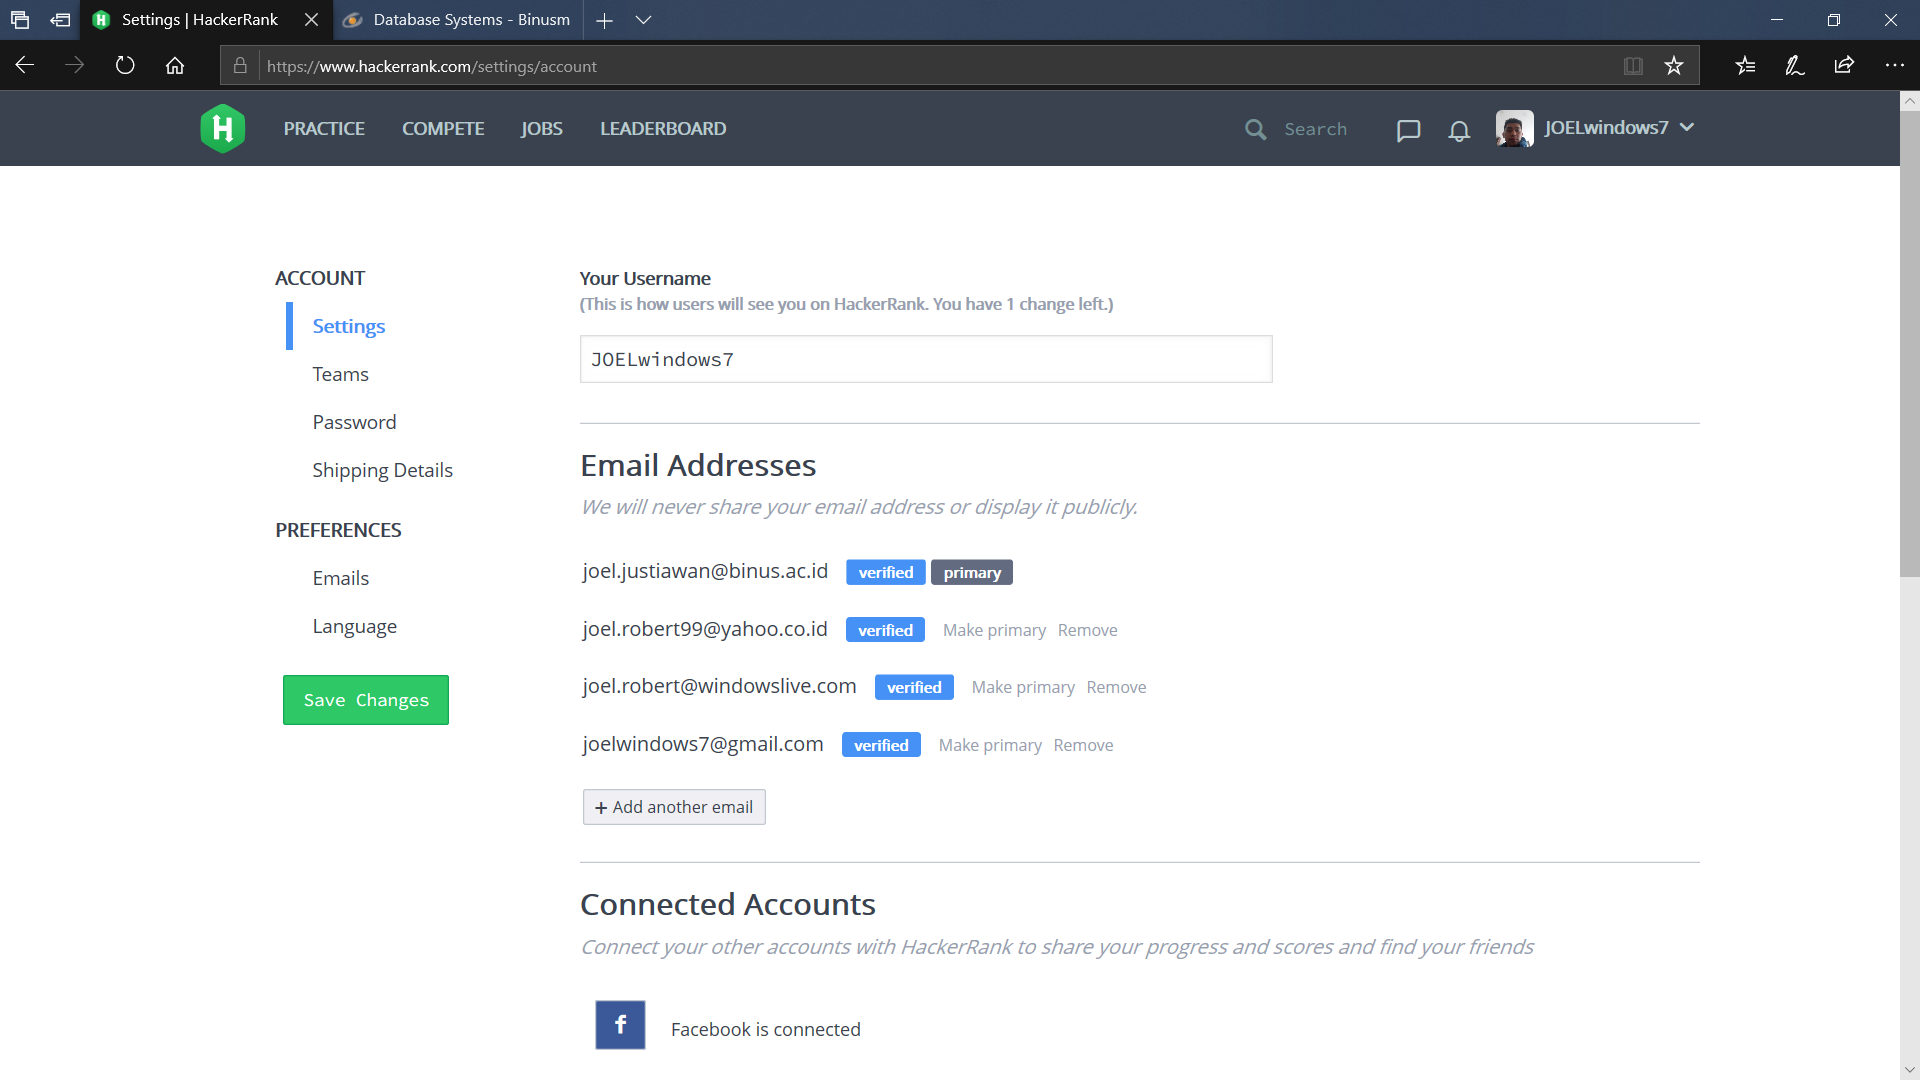 Settings | HackerRank
Database Systems - Binusm
https://www.hackerrank.com/settings/account
PRACTICE COMPETE JOBS LEADERBOARD Search JOELwindows7
ACCOUNT
Settings
Teams
Password
Shipping Details
PREFERENCES
Emails
Language
Save Changes
Your Username
(This is how users will see you on HackerRank. You have 1 change left.)
JOELwindows7
Email Addresses
We will never share your email address or display it publicly.
joel.justiawan@binus.ac.id verified primary
joel.robert99@yahoo.co.id verified Make primary Remove
joel.robert@windowslive.com verified Make primary Remove
joelwindows7@gmail.com verified Make primary Remove
+ Add another email
Connected Accounts
Connect your other accounts with HackerRank to share your progress and scores and find your friends
f Facebook is connected